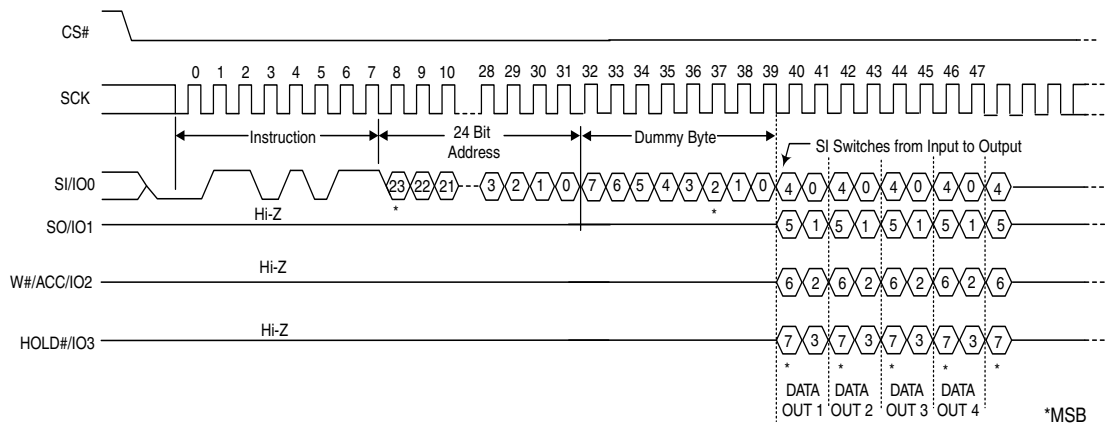 CS#
0 1 2 3 4 5 6 7 8 9 10 28 29 30 31 32 33 34 35 36 37 38 39 40 41 42 43 44 45 46 47
SCK
Instruction
24 Bit
Address
Dummy Byte
SI Switches from Input to Output
SI/IO0
23 22 21 3 2 1 0 7 6 5 4 3 2 1 0 4 0 4 0 4 0 4 0 4
* *
Hi-Z
SO/IO1
5 1 5 1 5 1 5 1 5
Hi-Z
W#/ACC/IO2
6 2 6 2 6 2 6 2 6
Hi-Z
HOLD#/IO3
7 3 7 3 7 3 7 3 7
* * * * *
DATA OUT 1
DATA OUT 2
DATA OUT 3
DATA OUT 4
*MSB